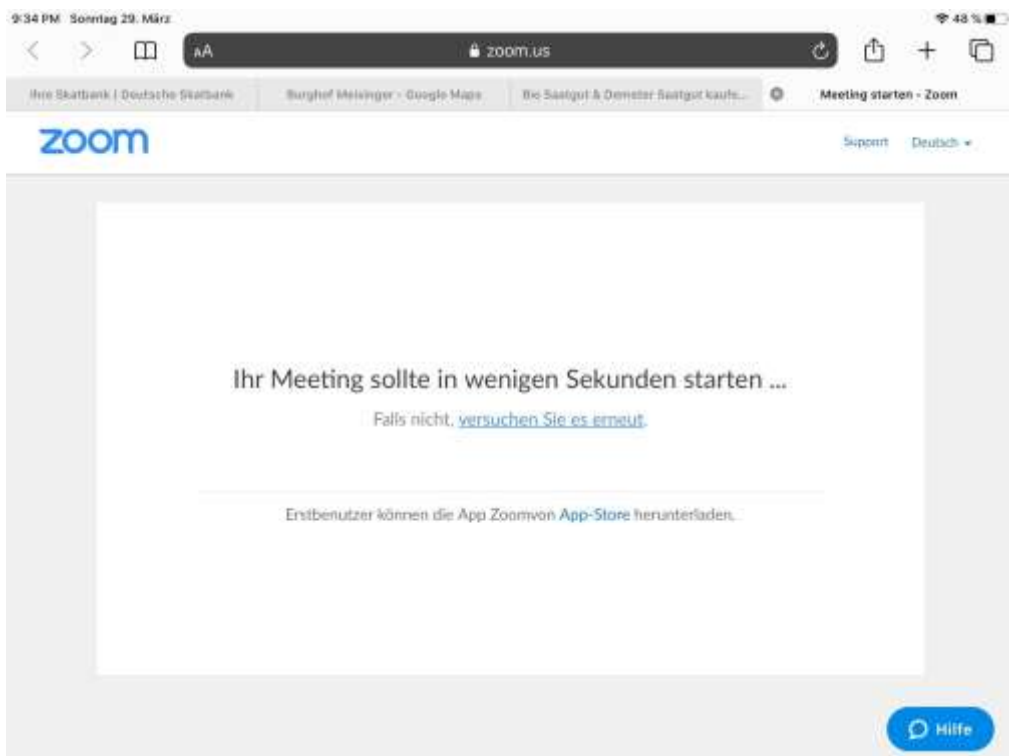 9:34 PM Sonntag 29. März
48 %
AA
zoom.us
Ihre Skatbank | Deutsche Skatbank
Burghof Meisinger - Google Maps
Bio Saatgut & Demeter Saatgut kaufe...
Meeting starten - Zoom
zoom
Support
Deutsch
Ihr Meeting sollte in wenigen Sekunden starten ...
Falls nicht, versuchen Sie es erneut.
Erstbenutzer können die App Zoomvon App-Store herunterladen.
Hilfe